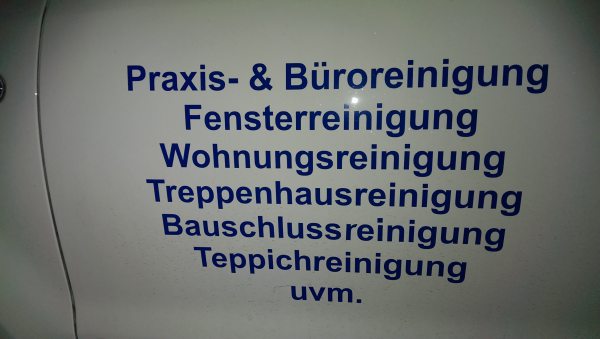 Praxis- & Büroreinigung
Fensterreinigung
Wohnungsreinigung
Treppenhausreinigung
Bauschlussreinigung
Teppichreinigung
uvm.